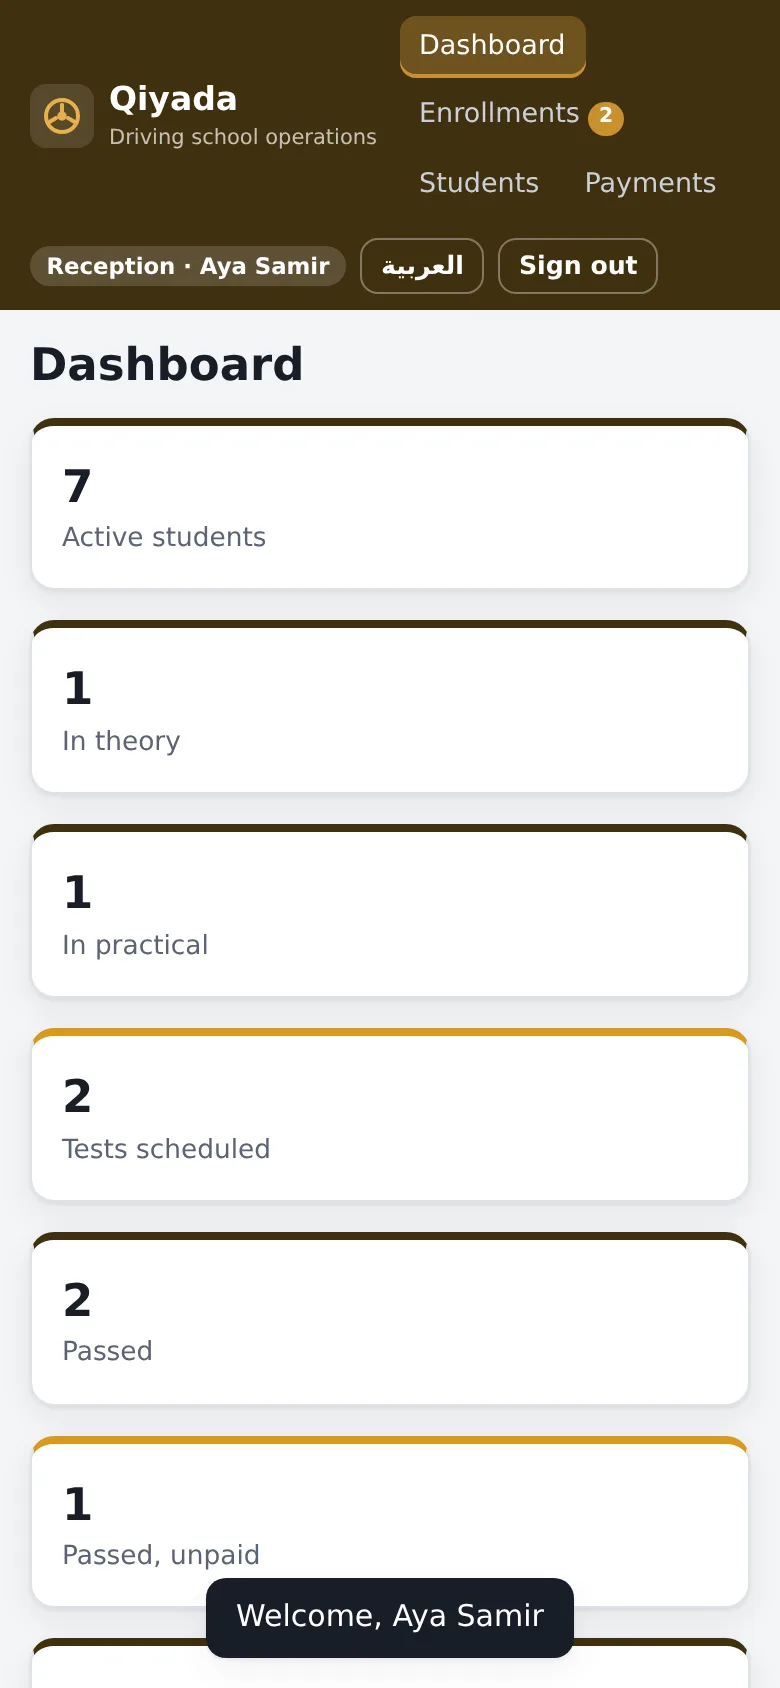 Qiyada
Driving school operations
Dashboard
Enrollments 2
Students Payments
Reception · Aya Samir العربية Sign out
Dashboard
7
Active students
1
In theory
1
In practical
2
Tests scheduled
2
Passed
1
Passed, unpaid
Welcome, Aya Samir